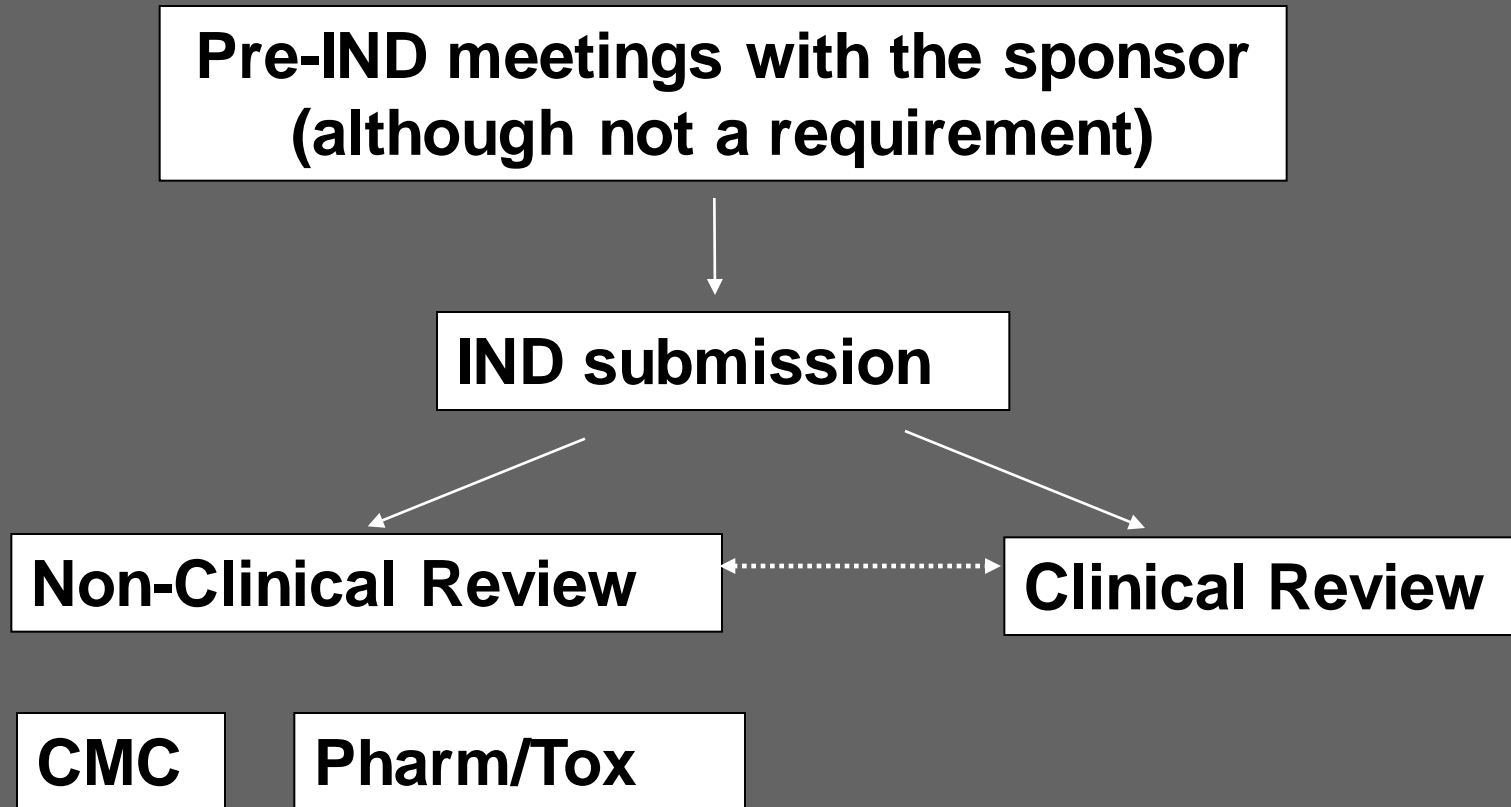 Pre-IND meetings with the sponsor
(although not a requirement)
IND submission
Non-Clinical Review
Clinical Review
CMC
Pharm/Tox